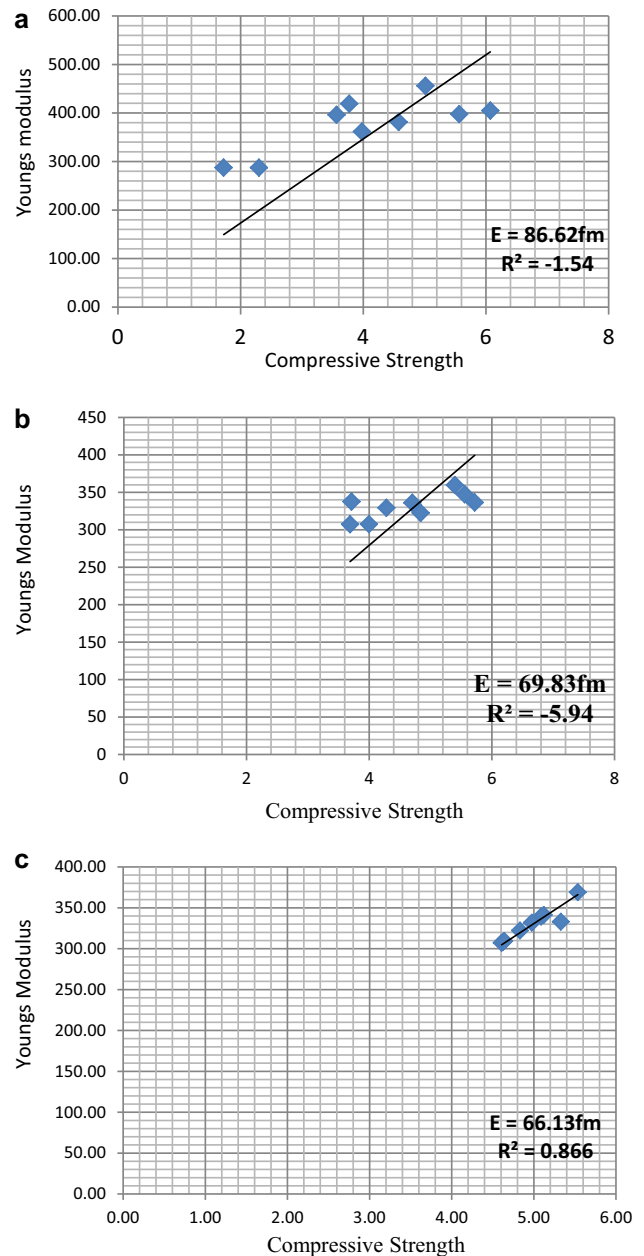 a
600.00
500.00
400.00
300.00
200.00
100.00
0.00
Youngs modulus
E = 86.62fm
R² = -1.54
0 2 4 6 8
Compressive Strength
b
450
400
350
300
250
200
150
100
50
0
Youngs Modulus
E = 69.83fm
R² = -5.94
0 2 4 6 8
Compressive Strength
c
400.00
350.00
300.00
250.00
200.00
150.00
100.00
50.00
0.00
Youngs Modulus
E = 66.13fm
R² = 0.866
0.00 1.00 2.00 3.00 4.00 5.00 6.00
Compressive Strength